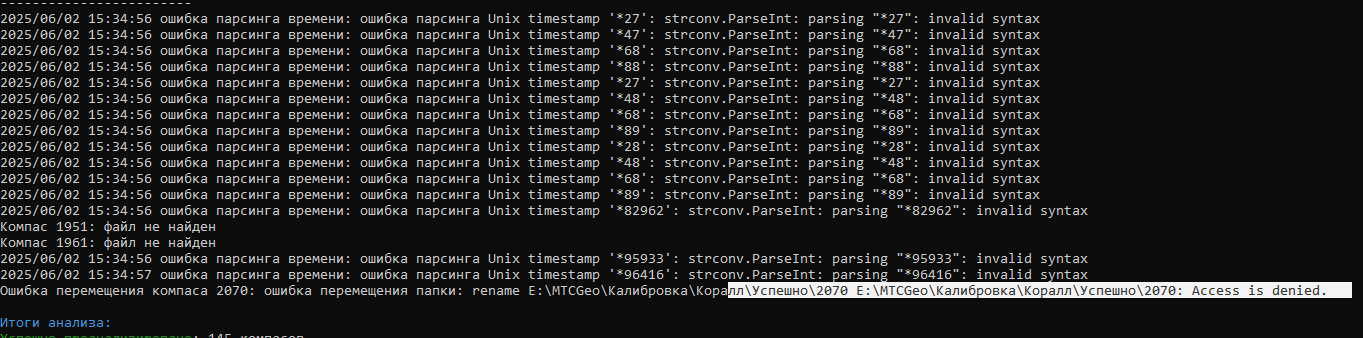 ------------------------
2025/06/02 15:34:56 ошибка парсинга времени: ошибка парсинга Unix timestamp '*27': strconv.ParseInt: parsing "*27": invalid syntax
2025/06/02 15:34:56 ошибка парсинга времени: ошибка парсинга Unix timestamp '*47': strconv.ParseInt: parsing "*47": invalid syntax
2025/06/02 15:34:56 ошибка парсинга времени: ошибка парсинга Unix timestamp '*68': strconv.ParseInt: parsing "*68": invalid syntax
2025/06/02 15:34:56 ошибка парсинга времени: ошибка парсинга Unix timestamp '*88': strconv.ParseInt: parsing "*88": invalid syntax
2025/06/02 15:34:56 ошибка парсинга времени: ошибка парсинга Unix timestamp '*27': strconv.ParseInt: parsing "*27": invalid syntax
2025/06/02 15:34:56 ошибка парсинга времени: ошибка парсинга Unix timestamp '*48': strconv.ParseInt: parsing "*48": invalid syntax
2025/06/02 15:34:56 ошибка парсинга времени: ошибка парсинга Unix timestamp '*68': strconv.ParseInt: parsing "*68": invalid syntax
2025/06/02 15:34:56 ошибка парсинга времени: ошибка парсинга Unix timestamp '*89': strconv.ParseInt: parsing "*89": invalid syntax
2025/06/02 15:34:56 ошибка парсинга времени: ошибка парсинга Unix timestamp '*28': strconv.ParseInt: parsing "*28": invalid syntax
2025/06/02 15:34:56 ошибка парсинга времени: ошибка парсинга Unix timestamp '*48': strconv.ParseInt: parsing "*48": invalid syntax
2025/06/02 15:34:56 ошибка парсинга времени: ошибка парсинга Unix timestamp '*68': strconv.ParseInt: parsing "*68": invalid syntax
2025/06/02 15:34:56 ошибка парсинга времени: ошибка парсинга Unix timestamp '*89': strconv.ParseInt: parsing "*89": invalid syntax
2025/06/02 15:34:56 ошибка парсинга времени: ошибка парсинга Unix timestamp '*82962': strconv.ParseInt: parsing "*82962": invalid syntax
Компас 1951: файл не найден
Компас 1961: файл не найден
2025/06/02 15:34:56 ошибка парсинга времени: ошибка парсинга Unix timestamp '*95933': strconv.ParseInt: parsing "*95933": invalid syntax
2025/06/02 15:34:57 ошибка парсинга времени: ошибка парсинга Unix timestamp '*96416': strconv.ParseInt: parsing "*96416": invalid syntax
Ошибка перемещения компаса 2070: ошибка перемещения папки: rename E:\MTCGeo\Калибровка\Коралл\Успешно\2070 E:\MTCGeo\Калибровка\Коралл\Успешно\2070: Access is denied.
Итоги анализа:
Успешно проанализировано: 145 компасов